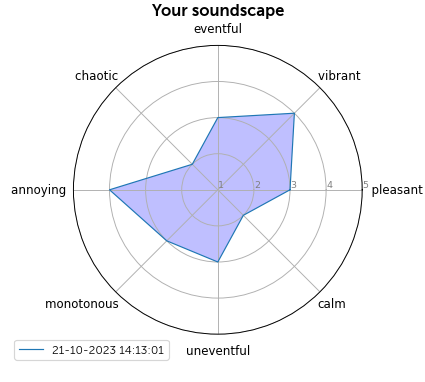 Your soundscape
eventful
chaotic
vibrant
annoying
1 2 3 4 5
pleasant
monotonous
calm
21-10-2023 14:13:01
uneventful